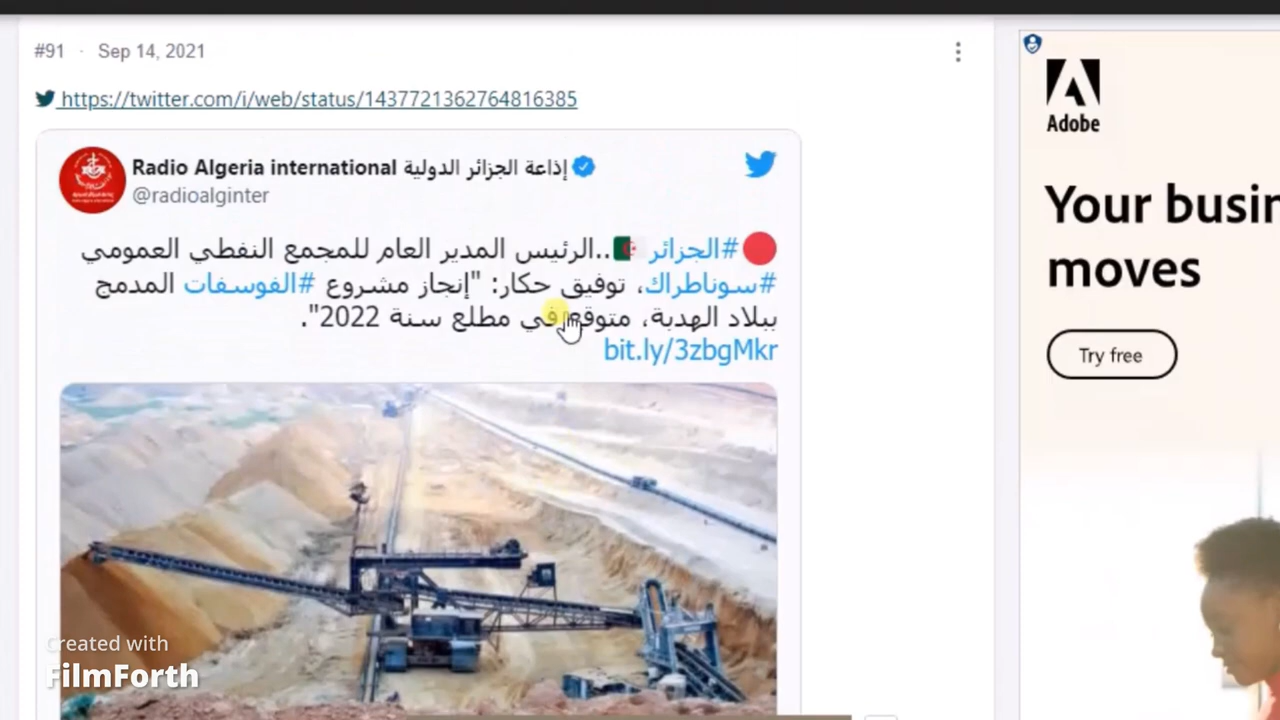 #91 · Sep 14, 2021
https://twitter.com/i/web/status/1437721362764816385
Radio Algeria international إذاعة الجزائر الدولية
@radioalginter
#الجزائر ..الرئيس المدير العام للمجمع النفطي العمومي
#سوناطراك، توفيق حكار: "إنجاز مشروع #الفوسفات المدمج
ببلاد الهدبة، متوقع في مطلع سنة 2022".
bit.ly/3zbgMkr
Adobe
Your busin
moves
Try free
created with
FilmForth